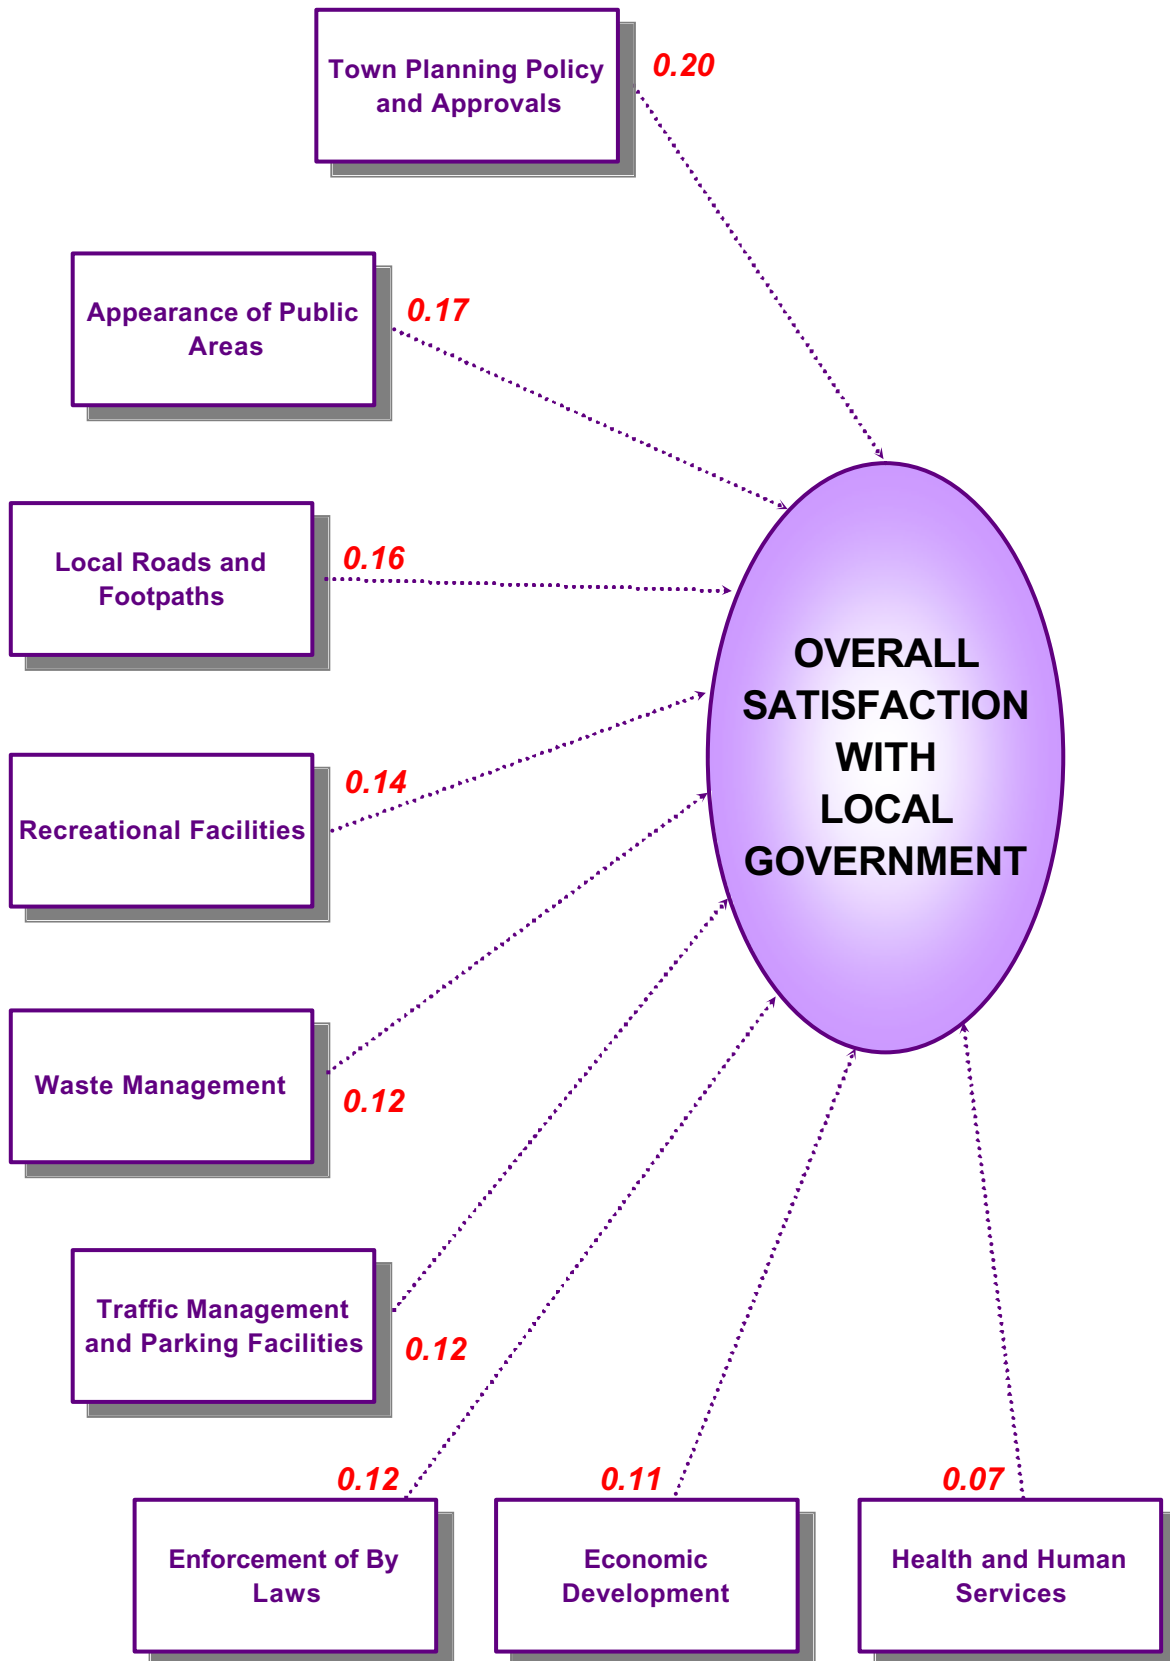 Town Planning Policy
and Approvals
0.20
Appearance of Public
Areas
0.17
Local Roads and
Footpaths
0.16
Recreational Facilities
0.14
Waste Management
0.12
Traffic Management
and Parking Facilities
0.12
OVERALL
SATISFACTION
WITH
LOCAL
GOVERNMENT
0.12
Enforcement of By
Laws
0.11
Economic
Development
0.07
Health and Human
Services